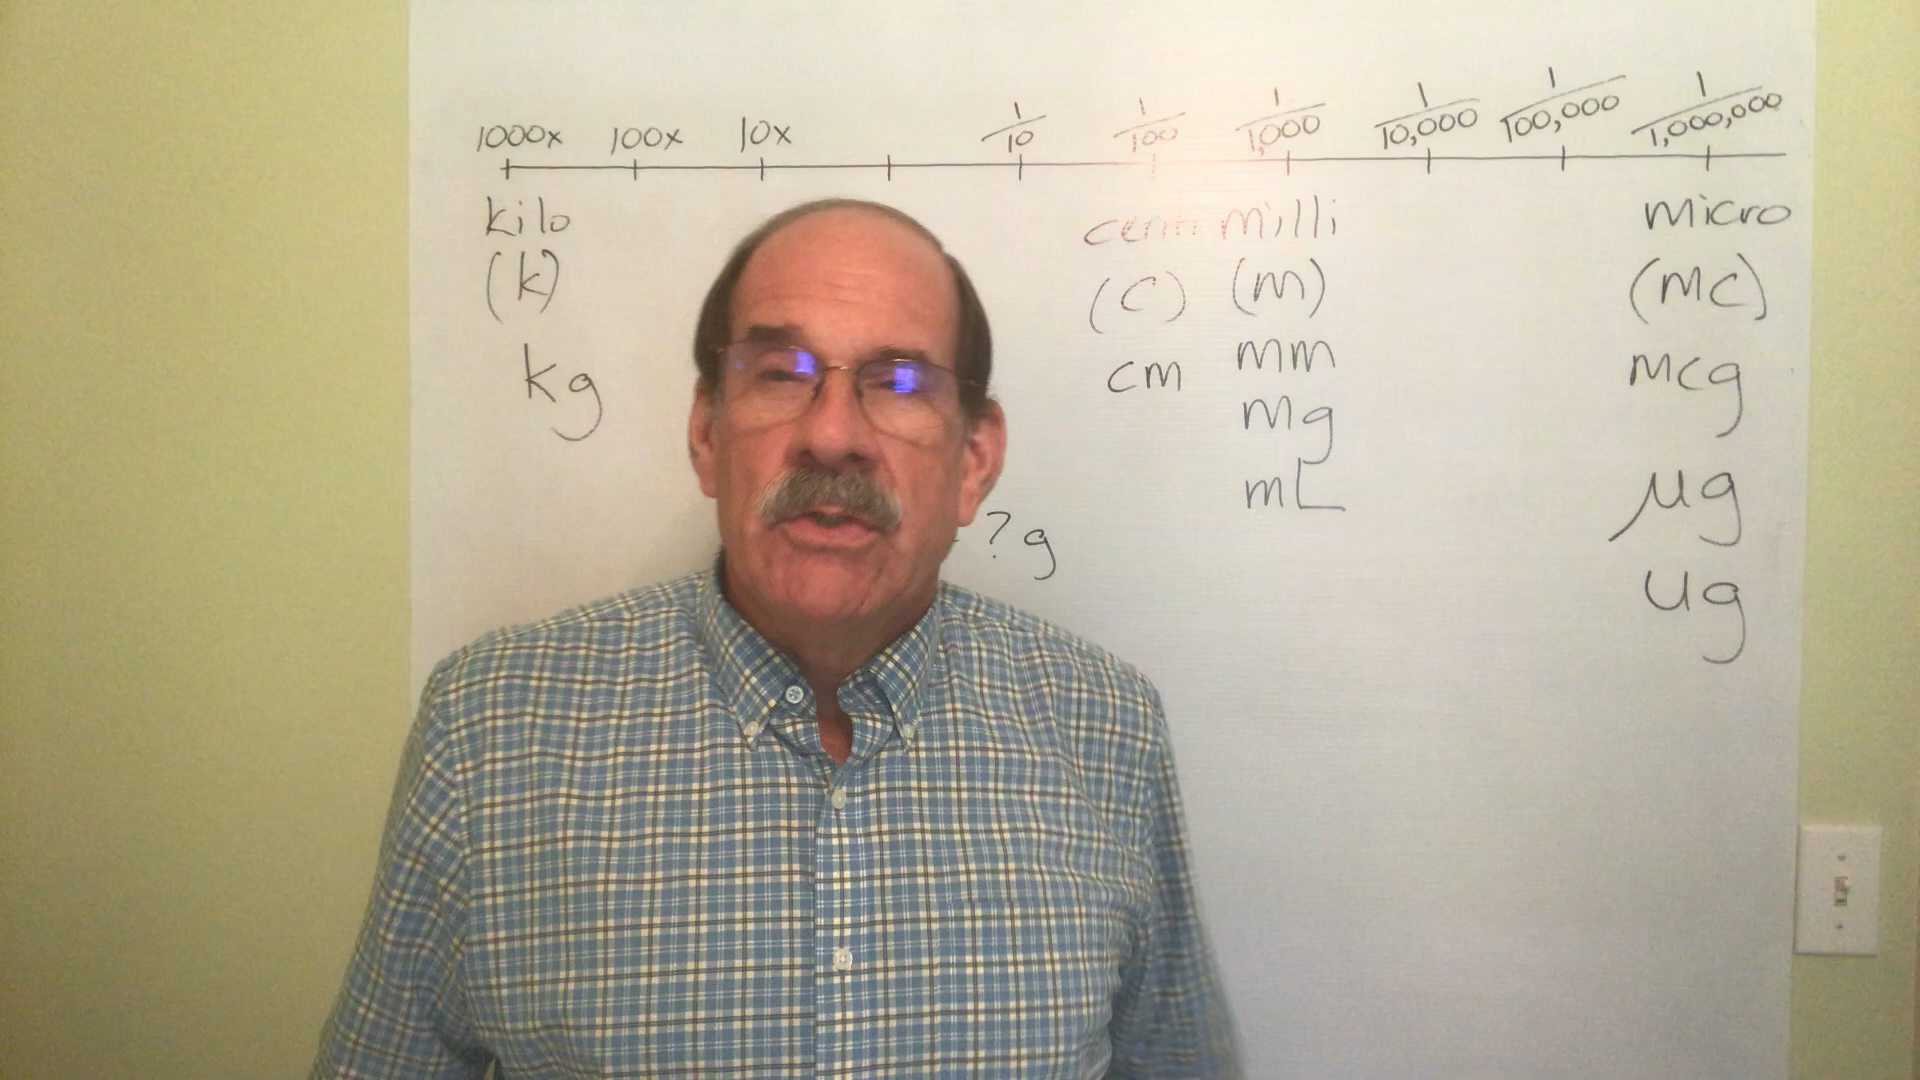 1000x 100x 10x 1/10 1/100 1/1,000 1/10,000 1/100,000 1/1,000,000
kilo centi milli micro
(k) (c) (m) (mc)
kg cm mm mcg
mg
mL μg
? g
ug